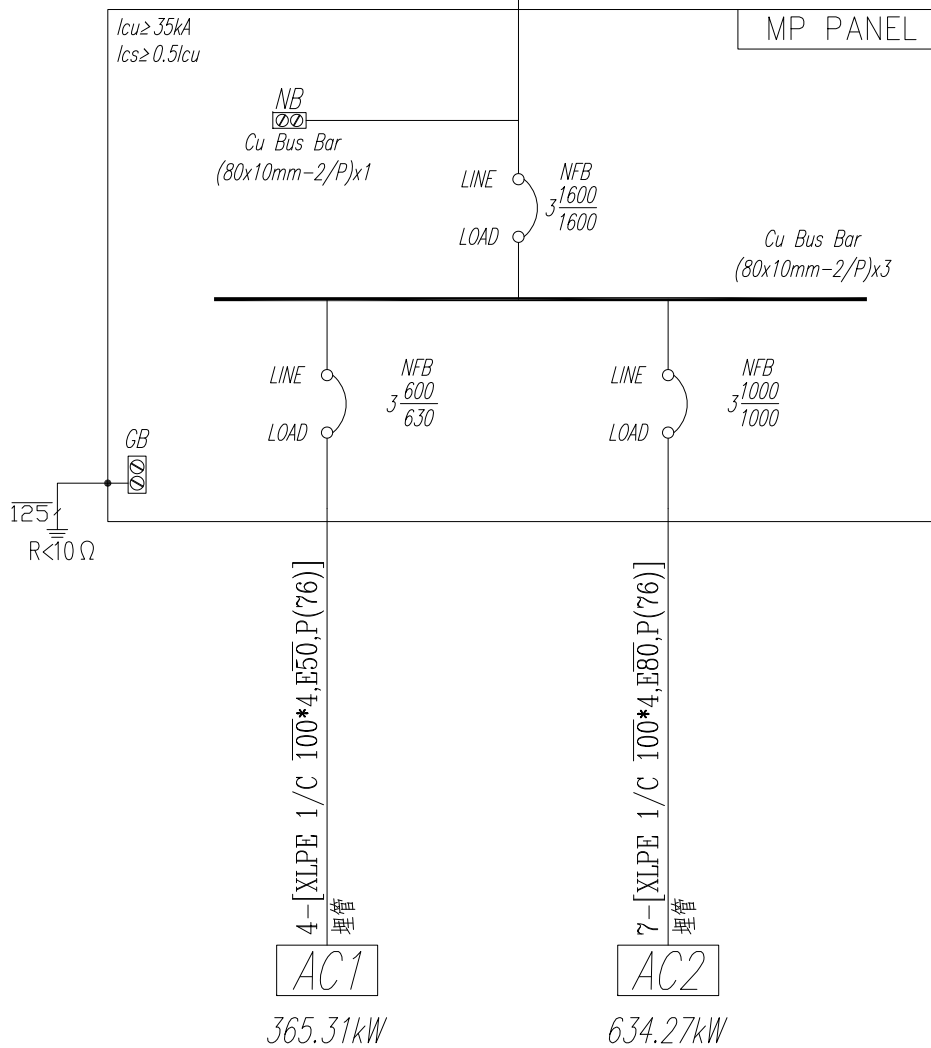 Icu≥35kA
Ics≥0.5Icu
MP PANEL
NB
Cu Bus Bar
(80x10mm-2/P)x1
LINE
LOAD
NFB
3 1600
1600
Cu Bus Bar
(80x10mm-2/P)x3
LINE
LOAD
NFB
3 600
630
LINE
LOAD
NFB
3 1000
1000
GB
125
R<10Ω
4-[XLPE 1/C 100*4,E50,P(76)]
埋管
7-[XLPE 1/C 100*4,E80,P(76)]
埋管
AC1
365.31kW
AC2
634.27kW